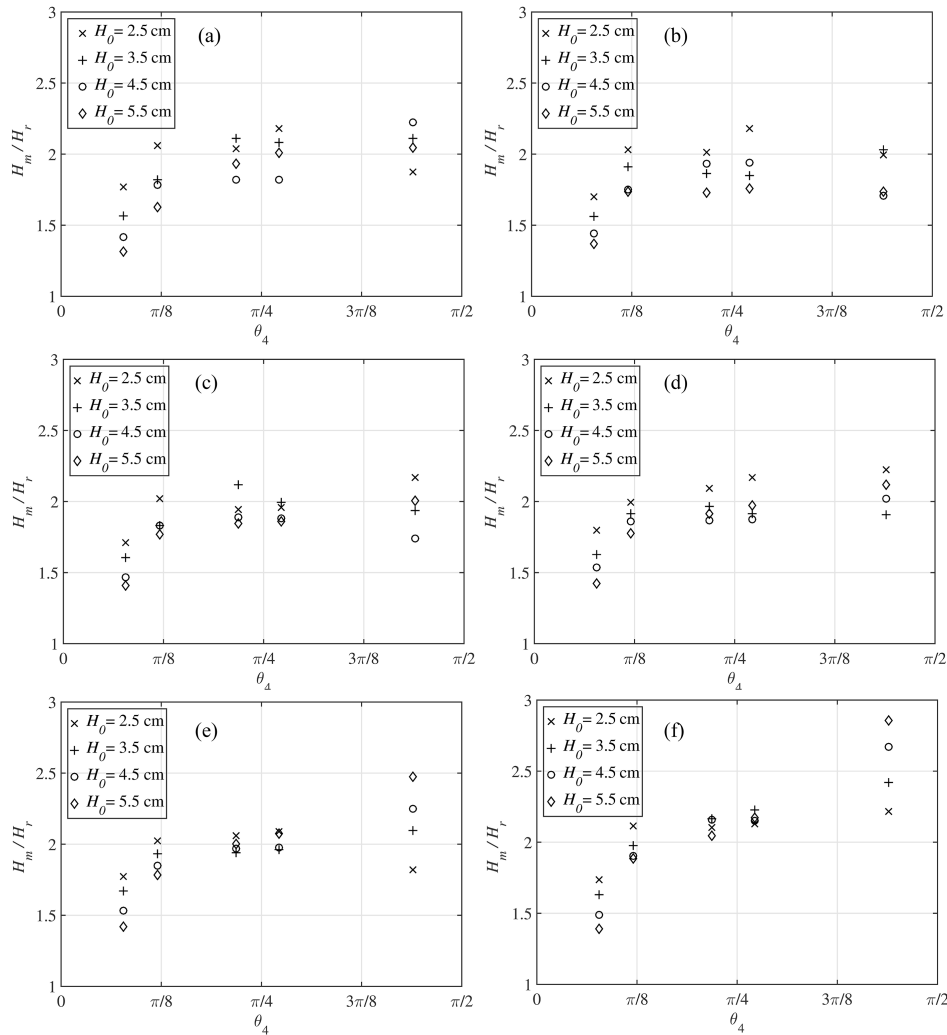 3
2.5
2
1.5
1
H_m/H_r
× H_0= 2.5 cm
+ H_0= 3.5 cm
○ H_0= 4.5 cm
◇ H_0= 5.5 cm
(a)
0 π/8 π/4 3π/8 π/2
θ_4
3
2.5
2
1.5
1
H_m/H_r
× H_0= 2.5 cm
+ H_0= 3.5 cm
○ H_0= 4.5 cm
◇ H_0= 5.5 cm
(b)
0 π/8 π/4 3π/8 π/2
θ_4
3
2.5
2
1.5
1
H_m/H_r
× H_0= 2.5 cm
+ H_0= 3.5 cm
○ H_0= 4.5 cm
◇ H_0= 5.5 cm
(c)
0 π/8 π/4 3π/8 π/2
θ_4
3
2.5
2
1.5
1
H_m/H_r
× H_0= 2.5 cm
+ H_0= 3.5 cm
○ H_0= 4.5 cm
◇ H_0= 5.5 cm
(d)
0 π/8 π/4 3π/8 π/2
θ_4
3
2.5
2
1.5
1
H_m/H_r
× H_0= 2.5 cm
+ H_0= 3.5 cm
○ H_0= 4.5 cm
◇ H_0= 5.5 cm
(e)
0 π/8 π/4 3π/8 π/2
θ_4
3
2.5
2
1.5
1
H_m/H_r
× H_0= 2.5 cm
+ H_0= 3.5 cm
○ H_0= 4.5 cm
◇ H_0= 5.5 cm
(f)
0 π/8 π/4 3π/8 π/2
θ_4